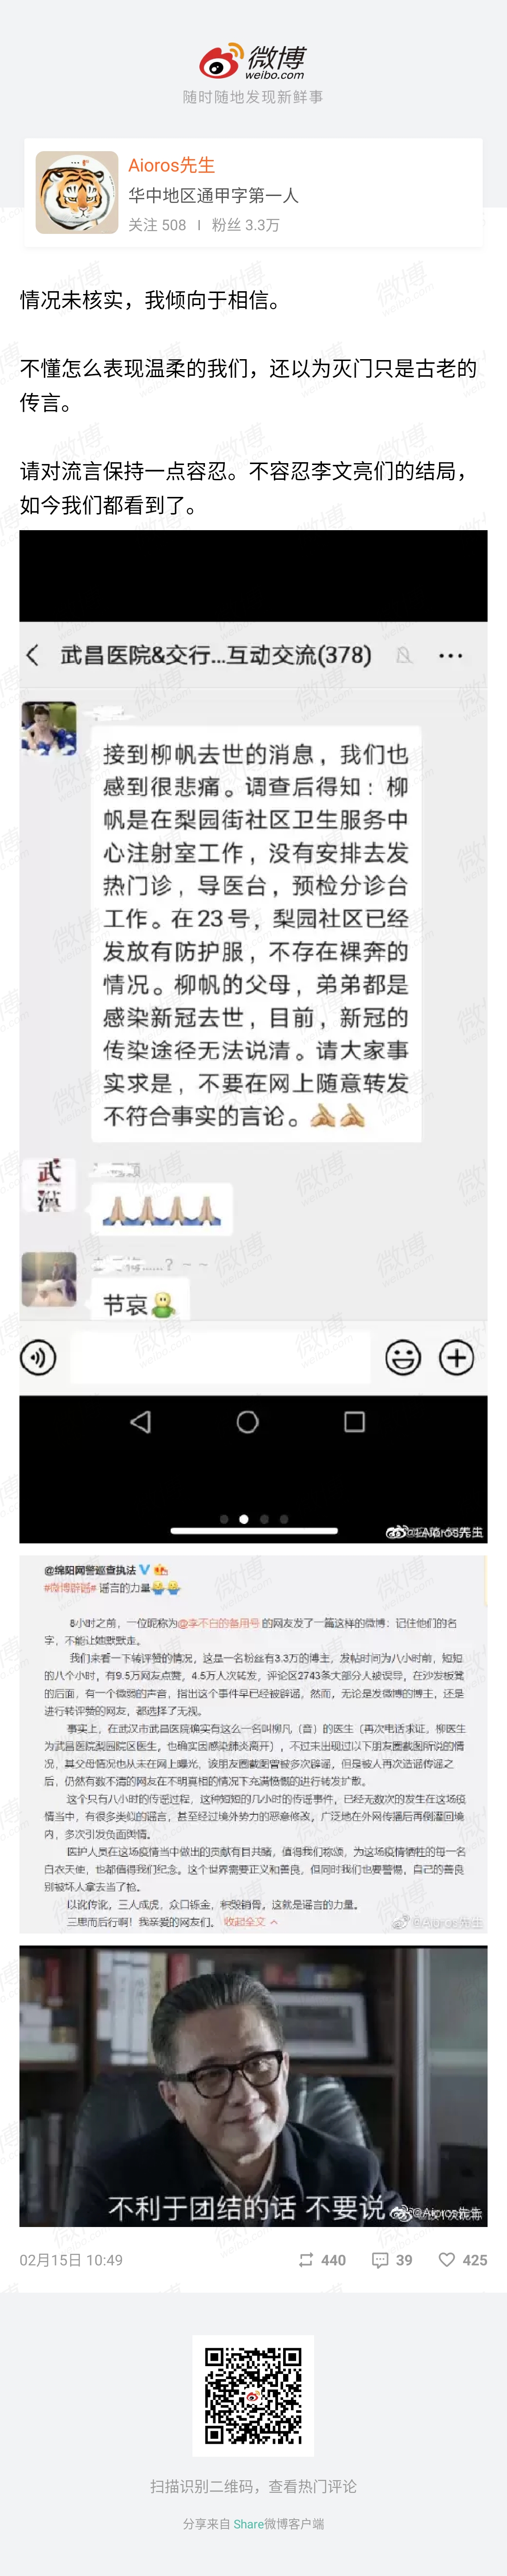 微博
weibo.com
随时随地发现新鲜事
Aioros先生
华中地区通甲字第一人
关注 508 | 粉丝 3.3万
情况未核实，我倾向于相信。
不懂怎么表现温柔的我们，还以为灭门只是古老的
传言。
请对流言保持一点容忍。不容忍李文亮们的结局，
如今我们都看到了。
武昌医院&交行...互动交流(378)
接到柳帆去世的消息，我们也
感到很悲痛。调查后得知：柳
帆是在梨园街社区卫生服务中
心注射室工作，没有安排去发
热门诊，导医台，预检分诊台
工作。在23号，梨园社区已经
发放有防护服，不存在裸奔的
情况。柳帆的父母，弟弟都是
感染新冠去世，目前，新冠的
传染途径无法说清。请大家事
实求是，不要在网上随意转发
不符合事实的言论。🙏🙏
武
汉
🙏🙏🙏🙏
......? ~ ~
节哀
@Aioros先生
@绵阳网警巡查执法
#微博辟谣# 谣言的力量
8小时之前，一位昵称为@李不白的备用号 的网友发了一篇这样的微博：记住他们的名
字，不能让她默默走。
我们来看一下转评赞的情况，这是一名粉丝有3.3万的博主，发帖时间为八小时前，短短
的八个小时，有9.5万网友点赞，4.5万人次转发，评论区2743条大部分人被误导，在沙发板凳
的后面，有一个微弱的声音，指出这个事件早已经被辟谣，然而，无论是发微博的博主，还是
进行转评赞的网友，都选择了无视。
事实上，在武汉市武昌医院确实有这么一名叫柳凡（音）的医生（再次电话求证，柳医生
为武昌医院梨园院区医生，也确实因感染肺炎离开），不过未出现过以下朋友圈截图所说的情
况，其父母情况也从未在网上曝光，该朋友圈截图曾被多次辟谣，但是被人再次造谣传谣之
后，仍然有数不清的网友在不明真相的情况下充满愤慨的进行转发扩散。
这个只有八小时的传谣过程，这种短短的几小时的传谣事件，已经无数次的发生在这场疫
情当中，有很多类似的谣言，甚至经过境外势力的恶意修改，广泛地在外网传播后再倒灌回境
内，多次引发负面舆情。
医护人员在这场疫情当中做出的贡献有目共睹，值得我们称颂，为这场疫情牺牲的每一名
白衣天使，也都值得我们纪念。这个世界需要正义和善良，但同时我们也要警惕，自己的善良
别被坏人拿去当了枪。
以讹传讹，三人成虎，众口铄金，积毁销骨。这就是谣言的力量。
三思而后行啊！我亲爱的网友们。 收起全文
@Aioros先生
不利于团结的话 不要说
@Aioros先生
02月15日 10:49
440
39
425
扫描识别二维码，查看热门评论
分享来自 Share微博客户端